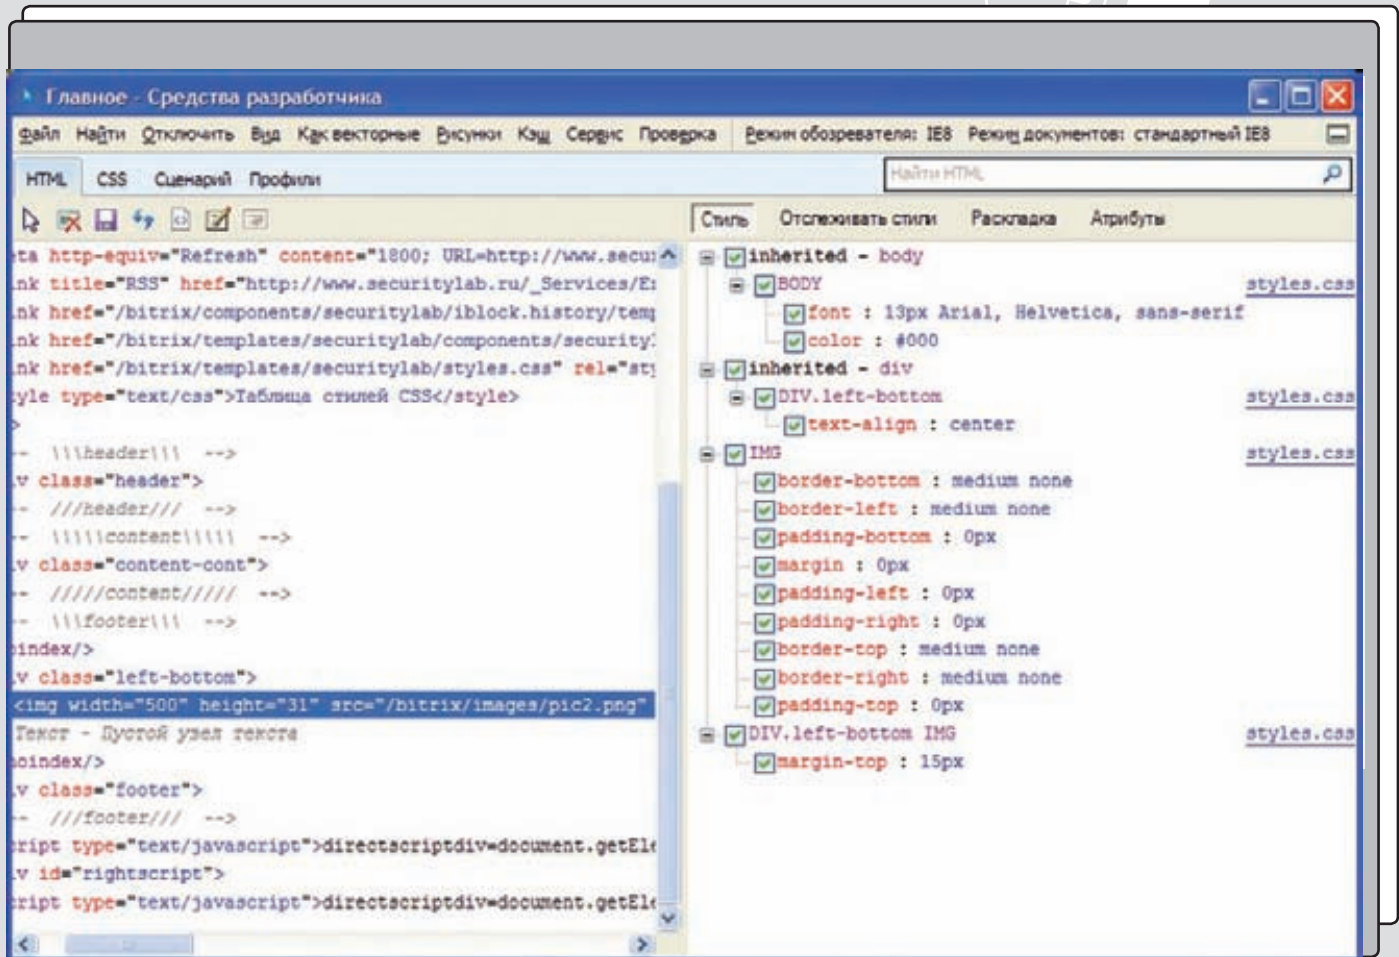 Главное - Средства разработчика
Файл Найти Отключить Вид Как векторные Рисунки Кэш Сервис Проверка Режим обозревателя: IE8 Режим документов: стандартный IE8
HTML CSS Сценарий Профили Найти HTML
Стиль Отслеживать стили Раскладка Атрибуты
ta http-equiv="Refresh" content="1800; URL=http://www.secu
nk title="RSS" href="http://www.securitylab.ru/_Services/E
nk href="/bitrix/components/securitylab/iblock.history/temp
nk href="/bitrix/templates/securitylab/components/security
nk href="/bitrix/templates/securitylab/styles.css" rel="sty
yle type="text/css">Таблица стилей CSS</style>
>
-- \\\header\\\ -->
v class="header">
-- ///header/// -->
-- \\\\\content\\\\\ -->
v class="content-cont">
-- /////content///// -->
-- \\\footer\\\ -->
index/>
v class="left-bottom">
<img width="500" height="31" src="/bitrix/images/pic2.png"
Текст - Пустой узел текста
noindex/>
v class="footer">
-- ///footer/// -->
ript type="text/javascript">directscriptdiv=document.getEle
v id="rightscript">
ript type="text/javascript">directscriptdiv=document.getEle
inherited - body
BODY styles.css
font : 13px Arial, Helvetica, sans-serif
color : #000
inherited - div
DIV.left-bottom styles.css
text-align : center
IMG styles.css
border-bottom : medium none
border-left : medium none
padding-bottom : 0px
margin : 0px
padding-left : 0px
padding-right : 0px
border-top : medium none
border-right : medium none
padding-top : 0px
DIV.left-bottom IMG styles.css
margin-top : 15px